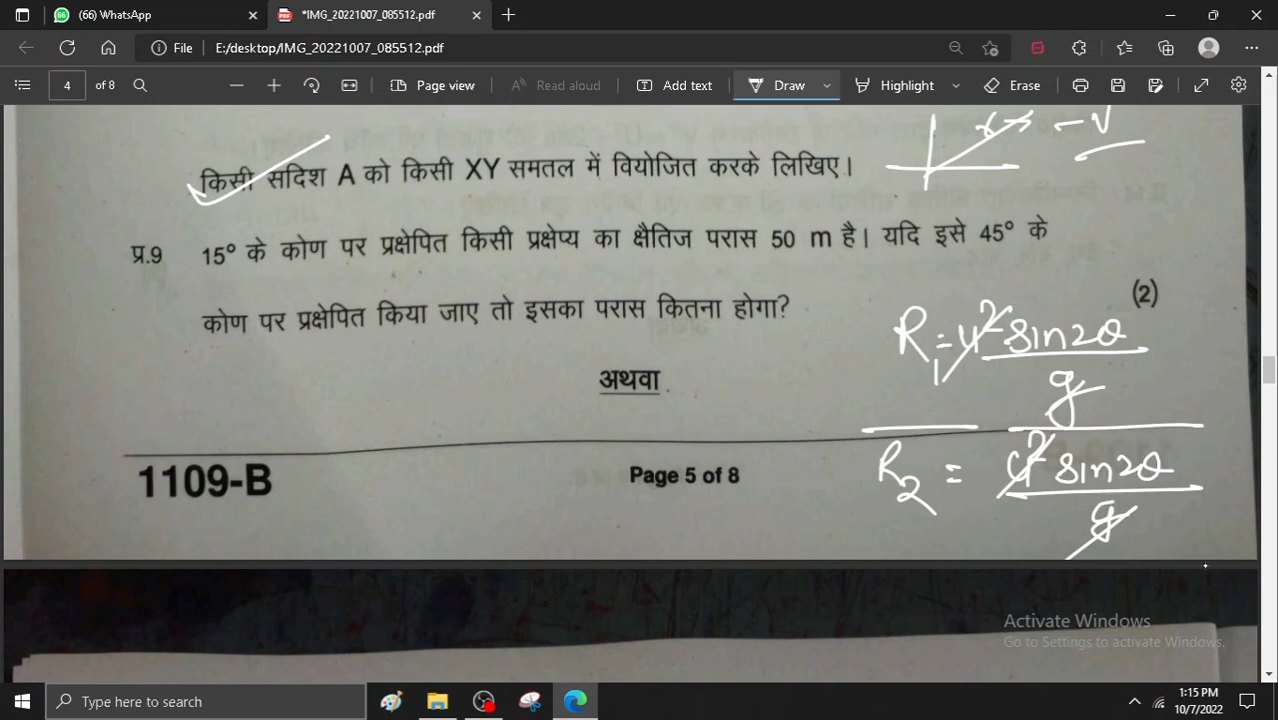 (66) WhatsApp
*IMG_20221007_085512.pdf
File
E:/desktop/IMG_20221007_085512.pdf
4 of 8
Page view
Read aloud
Add text
Draw
Highlight
Erase
किसी सदिश A को किसी XY समतल में वियोजित करके लिखिए।
प्र.9 15° के कोण पर प्रक्षेपित किसी प्रक्षेप्य का क्षैतिज परास 50 m है। यदि इसे 45° के
कोण पर प्रक्षेपित किया जाए तो इसका परास कितना होगा?
(2)
R1 = u² sin2θ
g
अथवा
R2 = u² sin2θ
g
1109-B
Page 5 of 8
Activate Windows
Go to Settings to activate Windows.
Type here to search
1:15 PM
10/7/2022